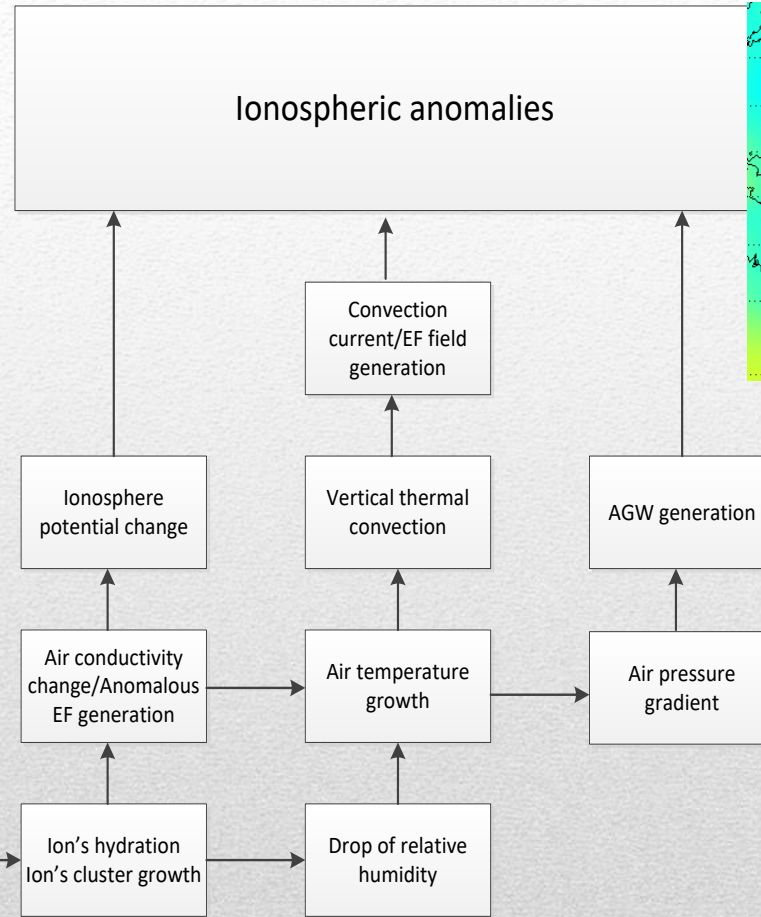 Ionospheric anomalies
Convection
current/EF field
generation
Ionosphere
potential change
Vertical thermal
convection
AGW generation
Air conductivity
change/Anomalous
EF generation
Air temperature
growth
Air pressure
gradient
Ion’s hydration
Ion’s cluster growth
Drop of relative
humidity